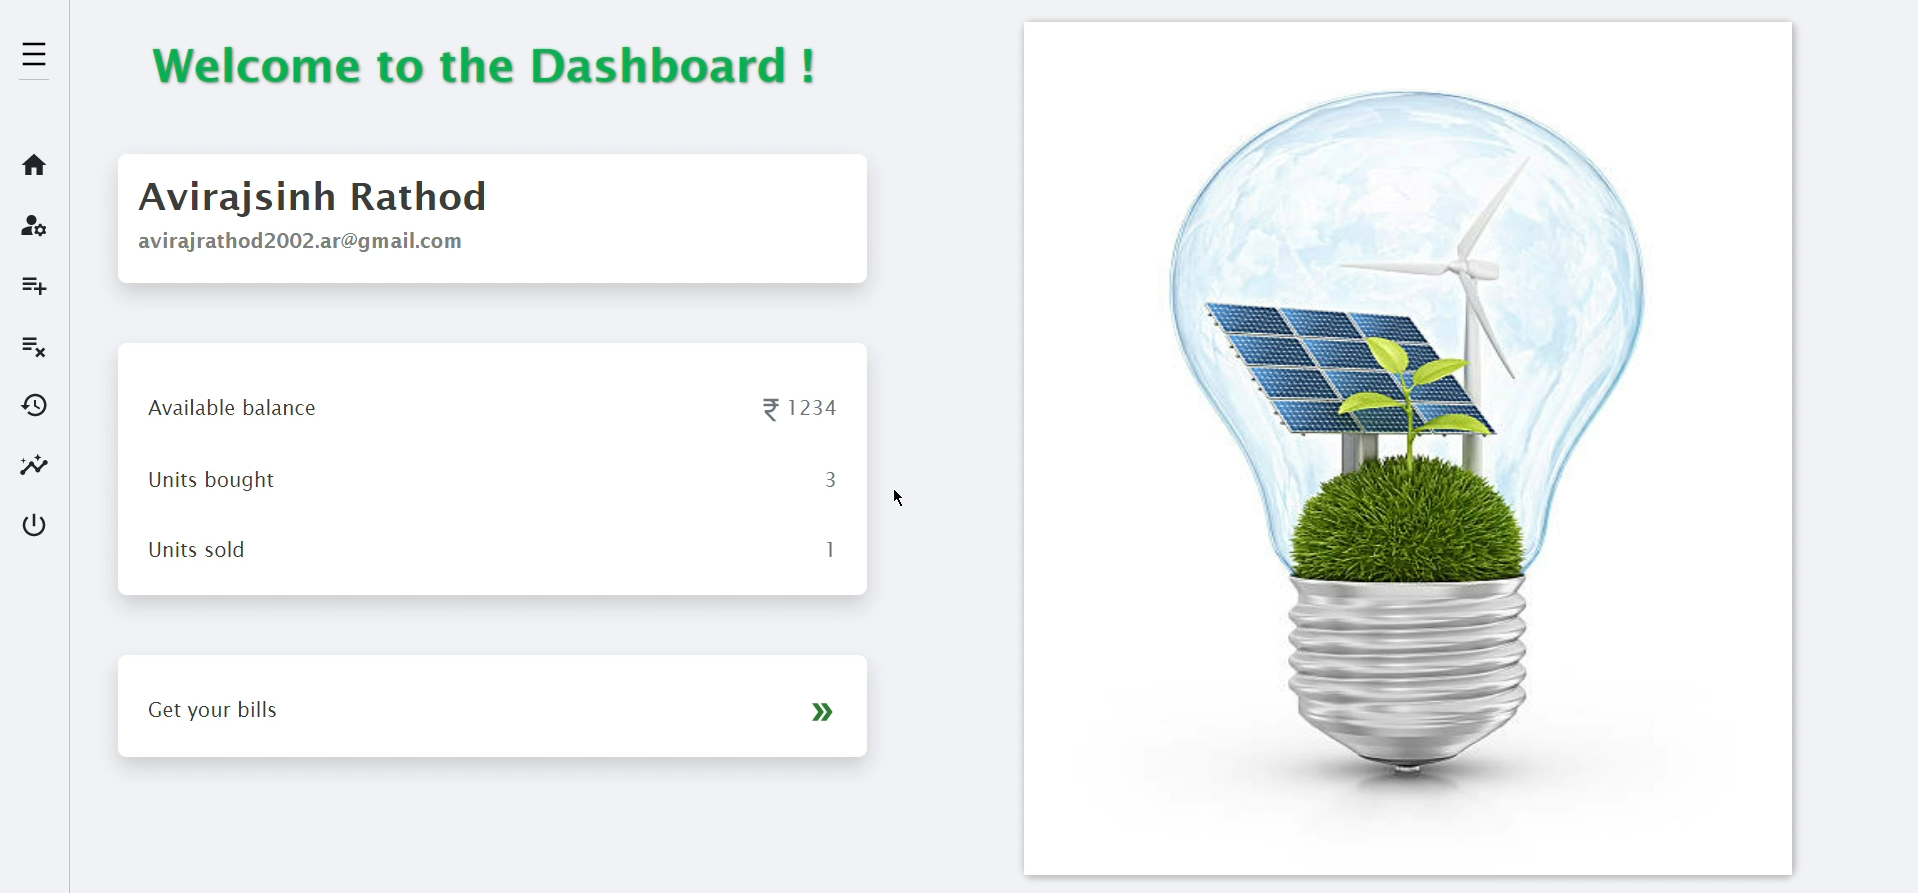 Welcome to the Dashboard !
Avirajsinh Rathod
avirajrathod2002.ar@gmail.com
Available balance ₹ 1234
Units bought 3
Units sold 1
Get your bills »